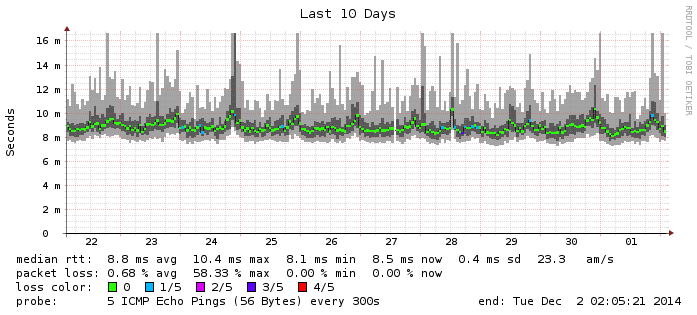 Last 10 Days
RRDTOOL / TOBI OETIKER
Seconds
16 m
14 m
12 m
10 m
8 m
6 m
4 m
2 m
0
22 23 24 25 26 27 28 29 30 01
median rtt: 8.8 ms avg 10.4 ms max 8.1 ms min 8.5 ms now 0.4 ms sd 23.3 am/s
packet loss: 0.68 % avg 58.33 % max 0.00 % min 0.00 % now
loss color: 0 1/5 2/5 3/5 4/5
probe: 5 ICMP Echo Pings (56 Bytes) every 300s end: Tue Dec 2 02:05:21 2014